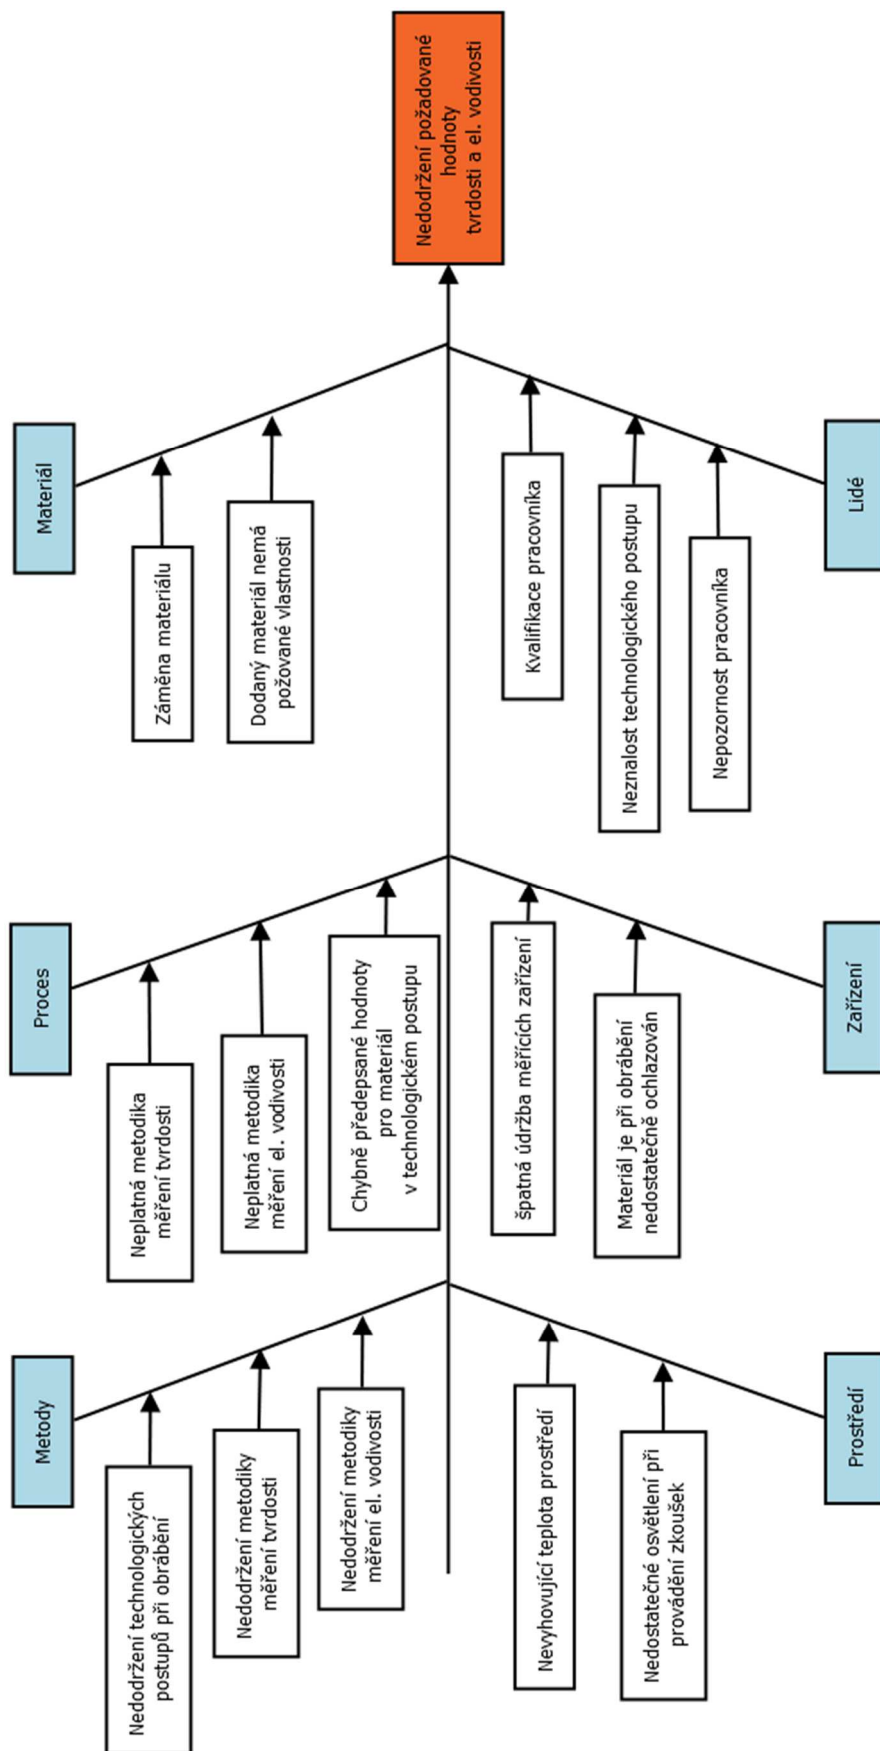 Metody
Nedodržení technologických
postupů při obrábění
Nedodržení metodiky
měření tvrdosti
Nedodržení metodiky
měření el. vodivosti
Proces
Neplatná metodika
měření tvrdosti
Neplatná metodika
měření el. vodivosti
Chybně předepsané hodnoty
pro materiál
v technologickém postupu
Materiál
Záměna materiálu
Dodaný materiál nemá
požované vlastnosti
Nedodržení požadované
hodnoty
tvrdosti a el. vodivosti
Nevyhovující teplota prostředí
Nedostatečné osvětlení při
provádění zkoušek
Prostředí
špatná údržba měřících zařízení
Materiál je při obrábění
nedostatečně ochlazován
Zařízení
Kvalifikace pracovníka
Neznalost technologického postupu
Nepozornost pracovníka
Lidé